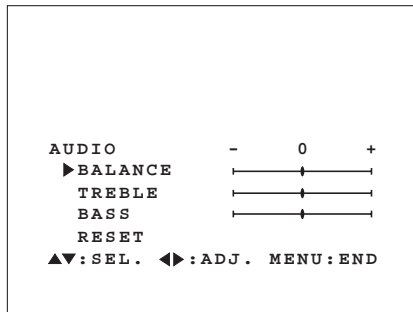 AUDIO - 0 +
▶BALANCE
TREBLE
BASS
RESET
▲▼:SEL. ◀▶:ADJ. MENU:END